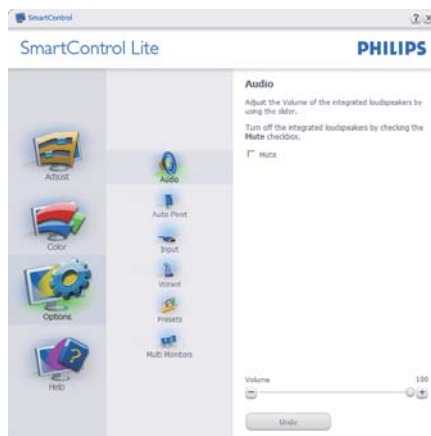 SmartControl
SmartControl Lite
PHILIPS
Adjust
Color
Options
Help
Audio
Auto Pivot
Input
Wizard
Presets
Multi Monitors
Audio
Adjust the Volume of the integrated loudspeakers by
using the slider.
Turn off the integrated loudspeakers by checking the
Mute checkbox.
Mute
Volume
100
Undo